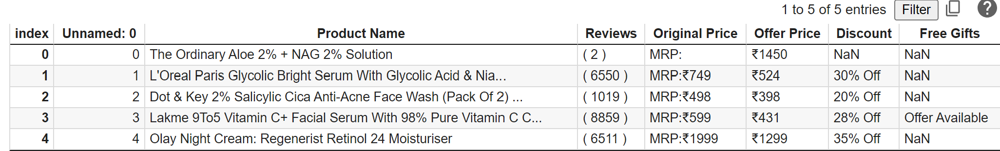 1 to 5 of 5 entries Filter ?
index Unnamed: 0 Product Name Reviews Original Price Offer Price Discount Free Gifts
0 0 The Ordinary Aloe 2% + NAG 2% Solution ( 2 ) MRP: ₹1450 NaN NaN
1 1 L'Oreal Paris Glycolic Bright Serum With Glycolic Acid & Nia... ( 6550 ) MRP:₹749 ₹524 30% Off NaN
2 2 Dot & Key 2% Salicylic Cica Anti-Acne Face Wash (Pack Of 2) ... ( 1019 ) MRP:₹498 ₹398 20% Off NaN
3 3 Lakme 9To5 Vitamin C+ Facial Serum With 98% Pure Vitamin C C... ( 8859 ) MRP:₹599 ₹431 28% Off Offer Available
4 4 Olay Night Cream: Regenerist Retinol 24 Moisturiser ( 6511 ) MRP:₹1999 ₹1299 35% Off NaN